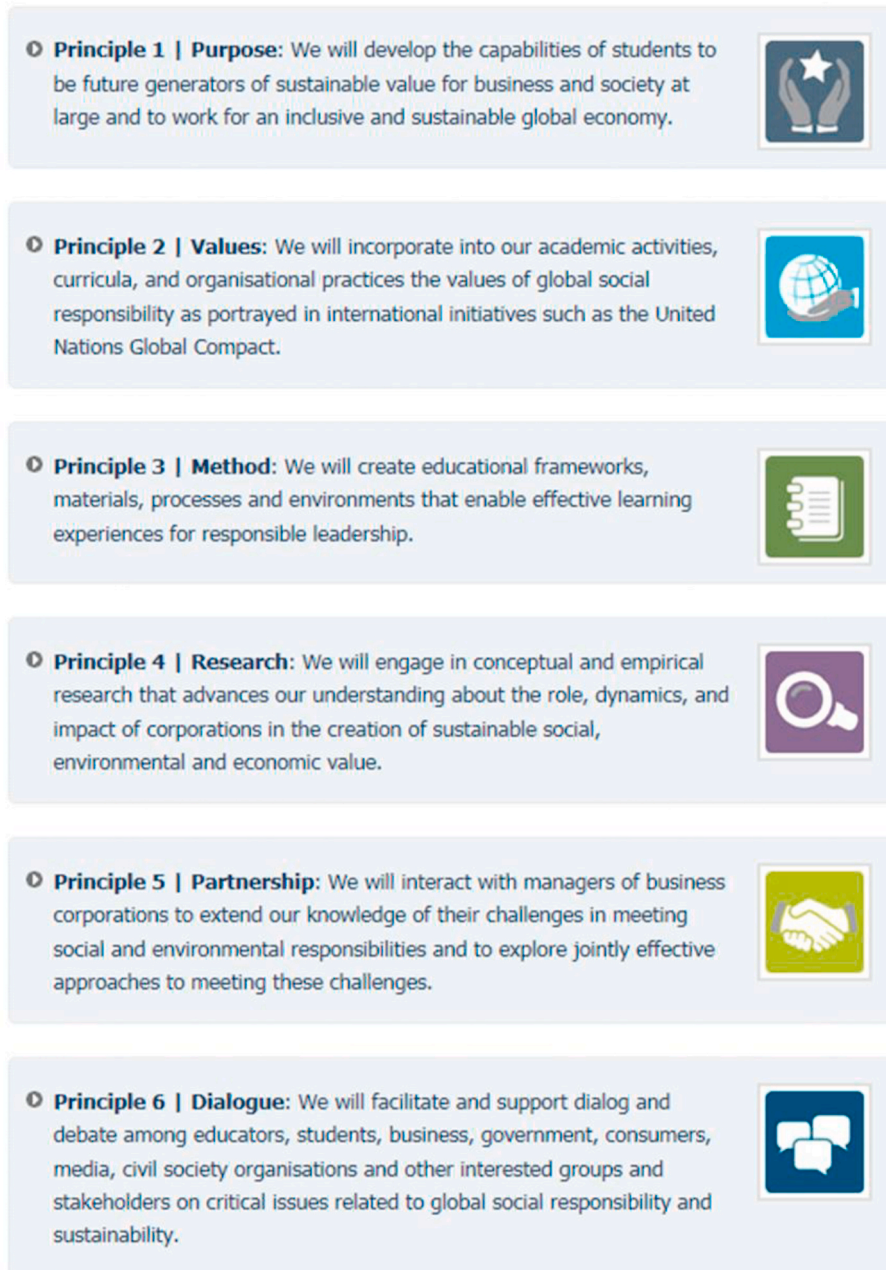 Principle 1 | Purpose: We will develop the capabilities of students to
be future generators of sustainable value for business and society at
large and to work for an inclusive and sustainable global economy.
Principle 2 | Values: We will incorporate into our academic activities,
curricula, and organisational practices the values of global social
responsibility as portrayed in international initiatives such as the United
Nations Global Compact.
Principle 3 | Method: We will create educational frameworks,
materials, processes and environments that enable effective learning
experiences for responsible leadership.
Principle 4 | Research: We will engage in conceptual and empirical
research that advances our understanding about the role, dynamics, and
impact of corporations in the creation of sustainable social,
environmental and economic value.
Principle 5 | Partnership: We will interact with managers of business
corporations to extend our knowledge of their challenges in meeting
social and environmental responsibilities and to explore jointly effective
approaches to meeting these challenges.
Principle 6 | Dialogue: We will facilitate and support dialog and
debate among educators, students, business, government, consumers,
media, civil society organisations and other interested groups and
stakeholders on critical issues related to global social responsibility and
sustainability.